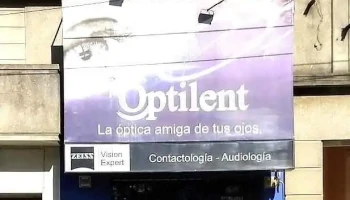 Optilent
La óptica amiga de tus ojos.
ZEISS
Vision
Expert
Contactología - Audiología